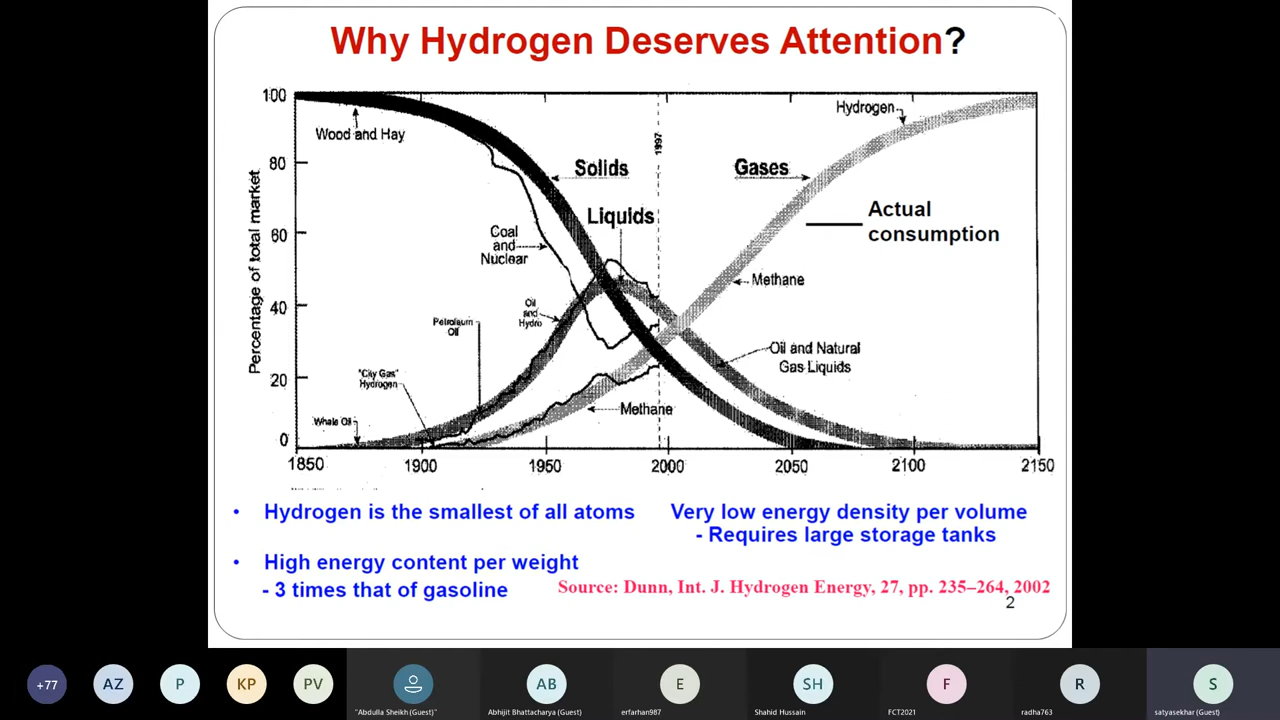 Why Hydrogen Deserves Attention?
100
80
60
40
20
0
Percentage of total market
Wood and Hay
Solids
1997
Hydrogen
Gases
Liquids
Actual
consumption
Coal
and
Nuclear
Methane
Oil
and
Hydro
Petroleum
Oil
Oil and Natural
Gas Liquids
"City Gas"
Hydrogen
Methane
Whale Oil
1850
1900
1950
2000
2050
2100
2150
• Hydrogen is the smallest of all atoms
Very low energy density per volume
- Requires large storage tanks
• High energy content per weight
- 3 times that of gasoline
Source: Dunn, Int. J. Hydrogen Energy, 27, pp. 235–264, 2002
2
+77
AZ
P
KP
PV
"Abdulla Sheikh (Guest)"
AB
Abhijit Bhattacharya (Guest)
E
erfarhan987
SH
Shahid Hussain
F
FCT2021
R
radha763
S
satyasekhar (Guest)